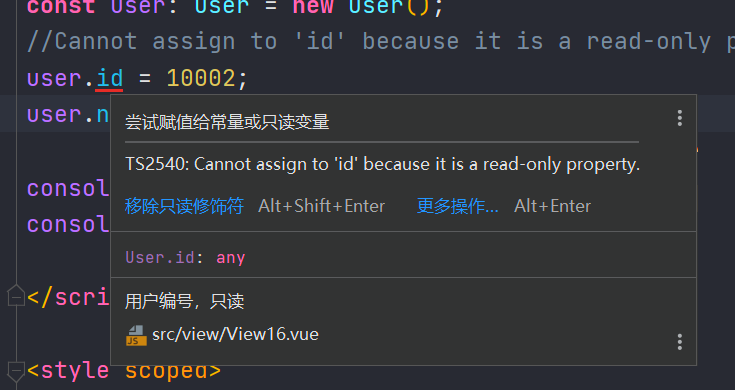 const user: User = new User();
//Cannot assign to 'id' because it is a read-only p
user.id = 10002;
user.n
尝试赋值给常量或只读变量
TS2540: Cannot assign to 'id' because it is a read-only property.
移除只读修饰符 Alt+Shift+Enter 更多操作... Alt+Enter
consol
consol
User.id: any
用户编号，只读
</scri
JS src/view/View16.vue
<style scoped>